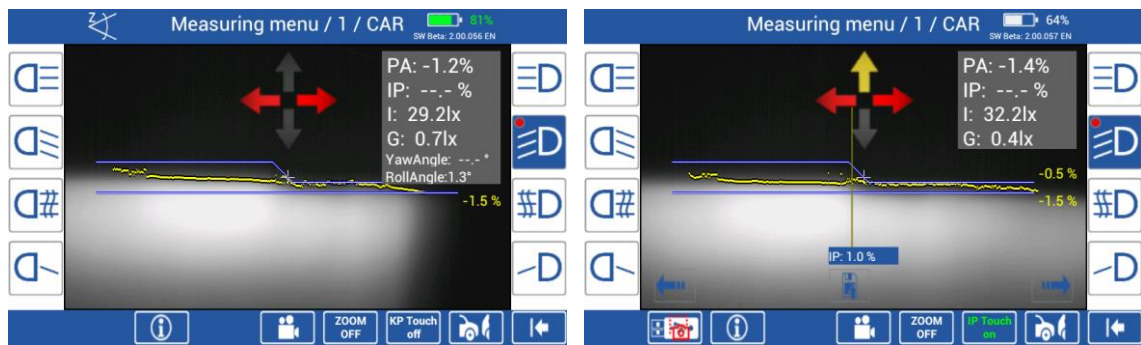 Measuring menu / 1 / CAR
81%
SW Beta: 2.00.056 EN
PA: -1.2%
IP: --.- %
I: 29.2lx
G: 0.7lx
YawAngle: --.- °
RollAngle:1.3°
-1.5 %
ZOOM
OFF
KP Touch
off
Measuring menu / 1 / CAR
64%
SW Beta: 2.00.057 EN
PA: -1.4%
IP: --.- %
I: 32.2lx
G: 0.4lx
-0.5 %
-1.5 %
IP: 1.0 %
ZOOM
OFF
IP Touch
on